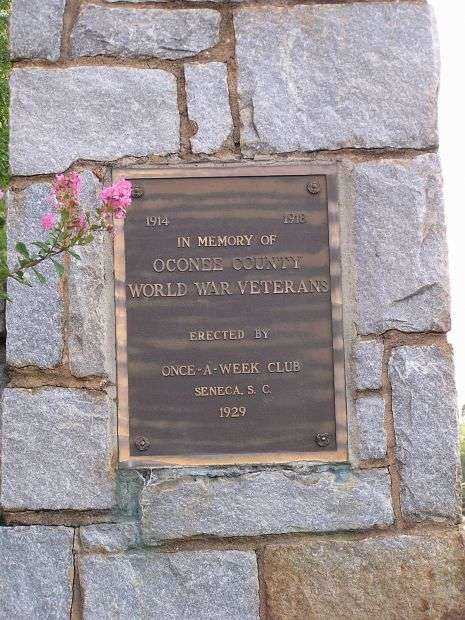 1914 1918
IN MEMORY OF
OCONEE COUNTY
WORLD WAR VETERANS
ERECTED BY
ONCE-A-WEEK CLUB
SENECA, S. C.
1929